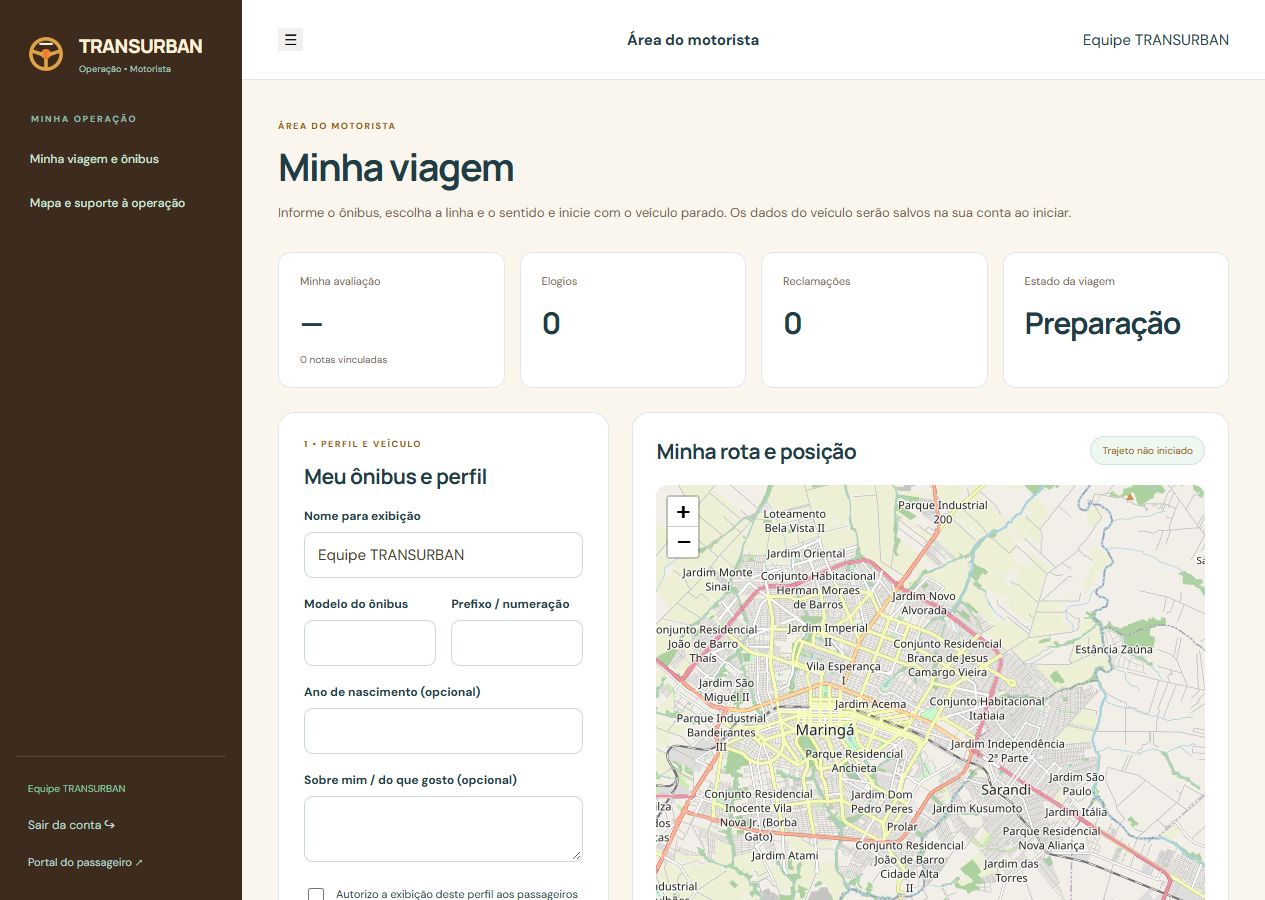 TRANSURBAN
Operação • Motorista
MINHA OPERAÇÃO
Minha viagem e ônibus
Mapa e suporte à operação
Equipe TRANSURBAN
Sair da conta ↪
Portal do passageiro ↗
☰
Área do motorista
Equipe TRANSURBAN
ÁREA DO MOTORISTA
Minha viagem
Informe o ônibus, escolha a linha e o sentido e inicie com o veículo parado. Os dados do veículo serão salvos na sua conta ao iniciar.
Minha avaliação
—
0 notas vinculadas
Elogios
0
Reclamações
0
Estado da viagem
Preparação
1 • PERFIL E VEÍCULO
Meu ônibus e perfil
Nome para exibição
Equipe TRANSURBAN
Modelo do ônibus
Prefixo / numeração
Ano de nascimento (opcional)
Sobre mim / do que gosto (opcional)
Autorizo a exibição deste perfil aos passageiros
Minha rota e posição
Trajeto não iniciado
+
−
Loteamento
Bela Vista II
Parque Industrial
200
Jardim Oriental
Jardim Monte
Sinai
Conjunto Habitacional
Herman Moraes
de Barros
Jardim Novo
Alvorada
onjunto Residencial
João de Barro
Thais
Jardim Imperial
II
Conjunto Residencial
Branca de Jesus
Camargo Vieira
Estância Zaúna
Vila Esperança
I
Jardim São
Miguel II
Jardim Acema
Conjunto Habitacional
Itatiaia
Parque Industrial
Bandeirantes
III
Maringá
Jardim Independência
2ª Parte
Parque Residencial
Anchieta
Jardim São
Paulo
Sarandi
Conjunto Residencial
Inocente Vila
Nova Jr. (Borba
Gato)
Jardim Dom
Pedro Peres
Jardim Kusumoto
Jardim Itália
Prolar
Parque Residencial
Nova Aliança
Jardim Atami
Conjunto Residencial
João de Barro
Cidade Alta
II
Jardim das
Torres
dustrial